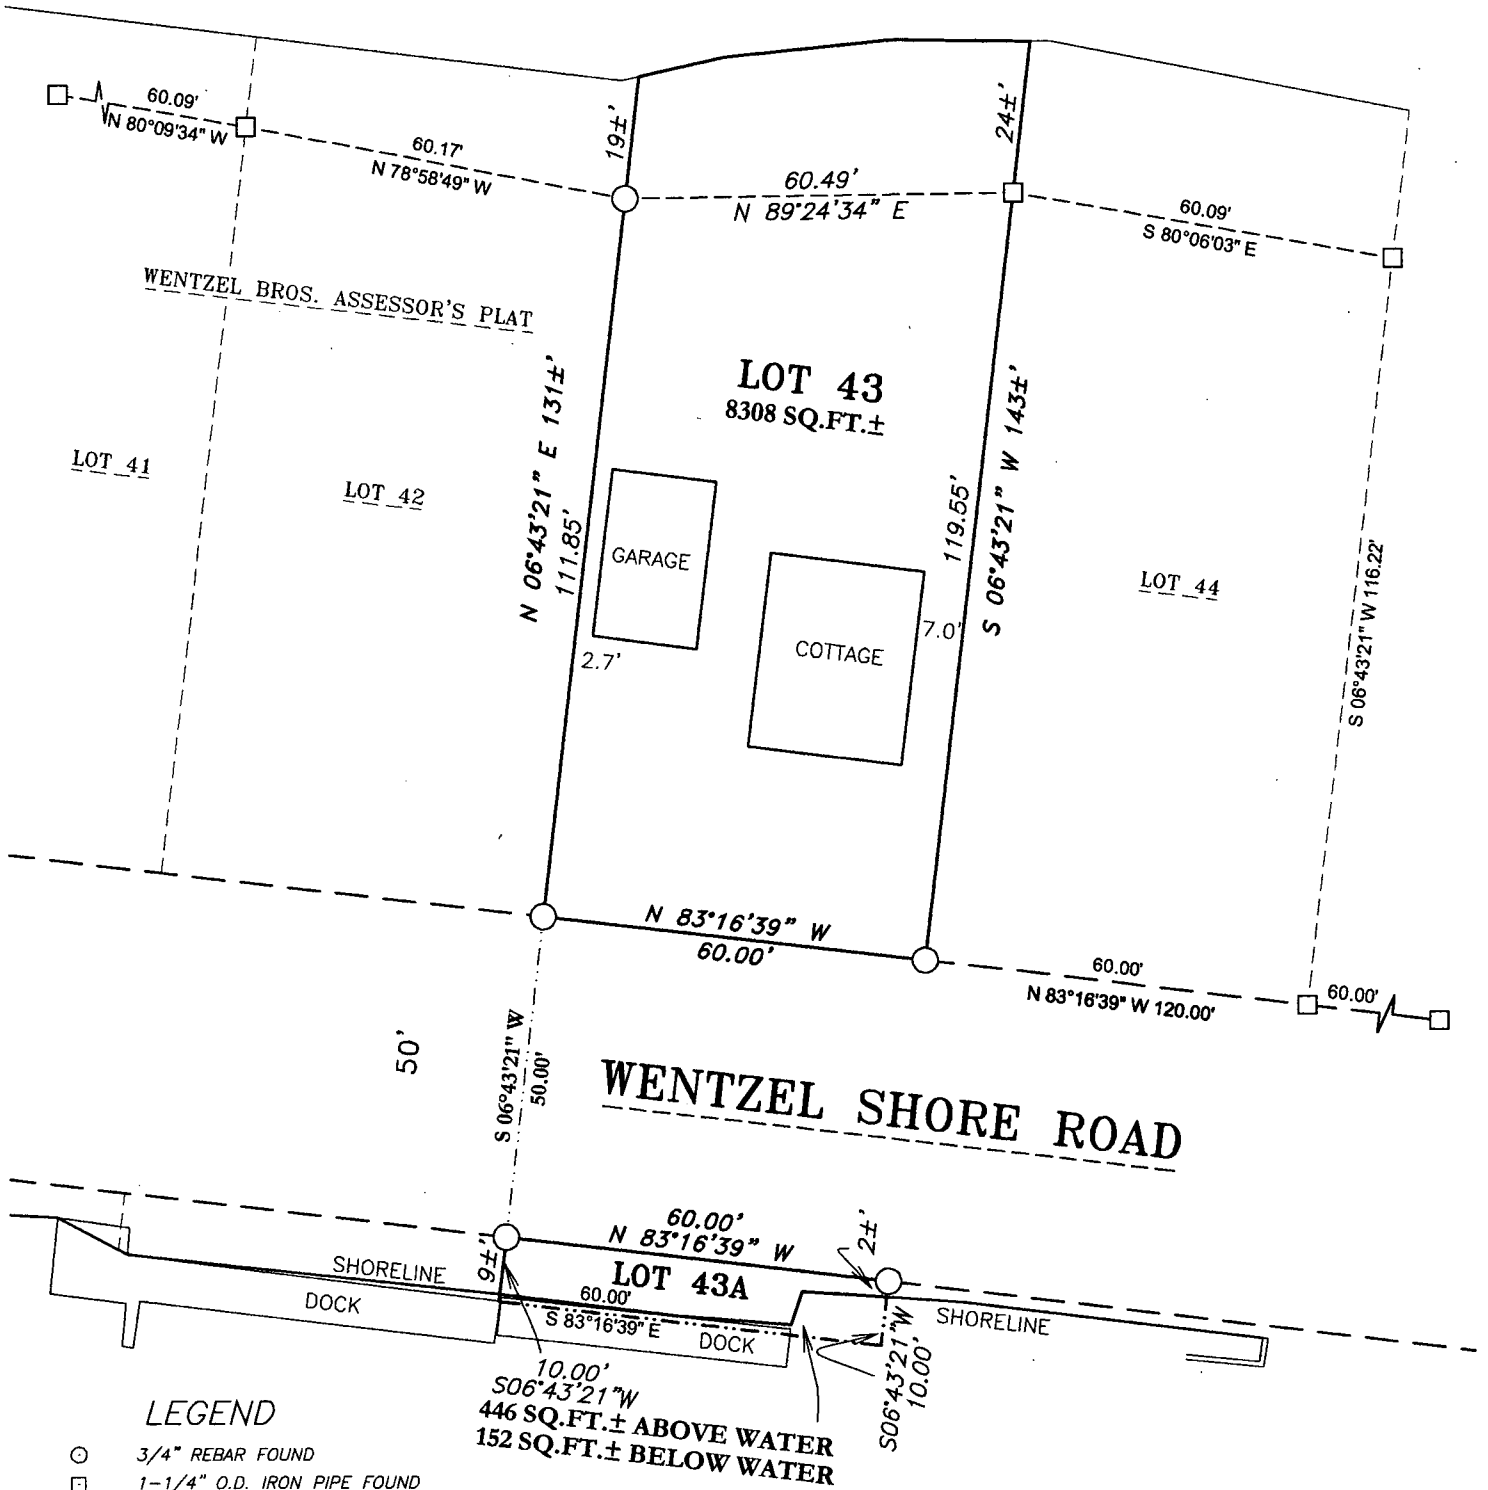 60.09'
N 80°09'34" W
60.17'
N 78°58'49" W
19±'
24±'
60.49'
N 89°24'34" E
60.09'
S 80°06'03" E
WENTZEL BROS. ASSESSOR'S PLAT
LOT 43
8308 SQ.FT.±
LOT 41
LOT 42
N 06°43'21" E 131±'
111.85'
GARAGE
2.7'
COTTAGE
7.0'
119.55'
S 06°43'21" W 143±'
LOT 44
S 06°43'21" W 116.22'
N 83°16'39" W
60.00'
60.00'
N 83°16'39" W 120.00'
60.00'
50'
S 06°43'21" W
50.00'
WENTZEL SHORE ROAD
60.00'
N 83°16'39" W
2±'
9±'
LOT 43A
SHORELINE
DOCK
60.00'
S 83°16'39" E
DOCK
SHORELINE
10.00'
S06°43'21"W
S06°43'21"W
10.00'
446 SQ.FT.± ABOVE WATER
152 SQ.FT.± BELOW WATER
LEGEND
3/4" REBAR FOUND
1-1/4" O.D. IRON PIPE FOUND